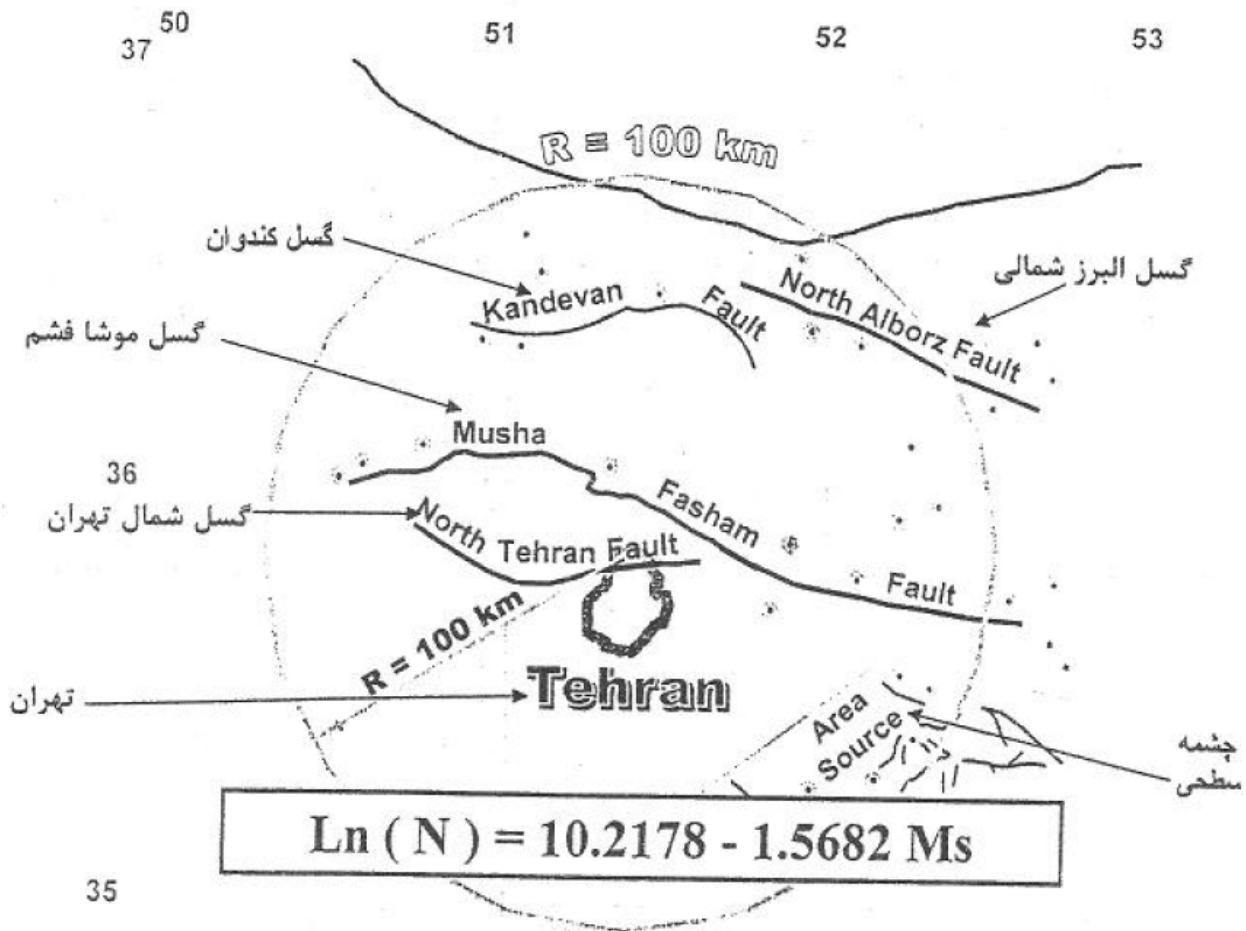 50
51
52
53
37
R = 100 km
گسل کندوان
گسل البرز شمالی
Kandevan Fault
North Alborz Fault
گسل موشا فشم
Musha Fasham Fault
36
گسل شمال تهران
North Tehran Fault
R = 100 km
Tehran
تهران
Area
Source
چشمه
سطحی
Ln ( N ) = 10.2178 - 1.5682 Ms
35